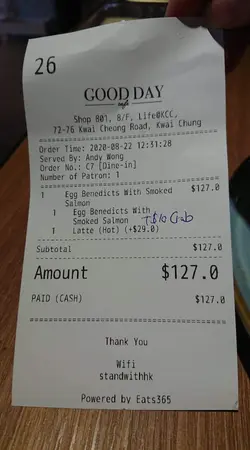 26
GOOD DAY
cafe
Shop 801, 8/F, Life@KCC,
72-76 Kwai Cheong Road, Kwai Chung
Order Time: 2020-08-22 12:31:28
Served By: Andy Wong
Order No.: C7 [Dine-in]
Number of Patron: 1
1 Egg Benedicts With Smoked $127.0
Salmon
1 Egg Benedicts With
Smoked Salmon
1 Latte (Hot) (+$29.0)
Subtotal $127.0
Amount $127.0
PAID (CASH) $127.0
Thank You
Wifi
standwithhk
Powered by Eats365